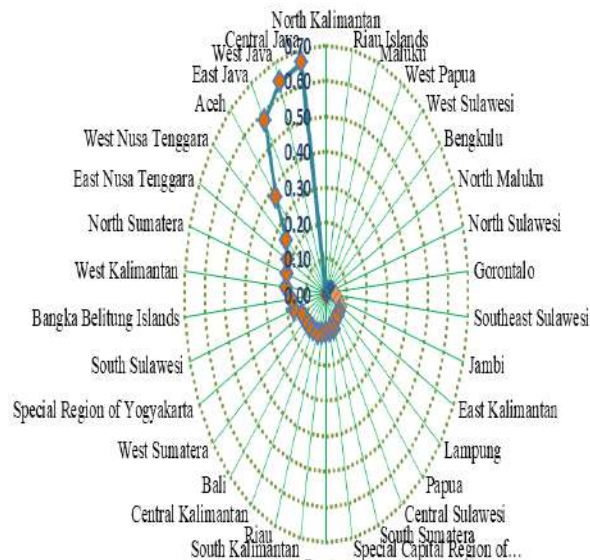 North Kalimantan
Riau Islands
Maluku
West Papua
West Sulawesi
Bengkulu
North Maluku
North Sulawesi
Gorontalo
Southeast Sulawesi
Jambi
East Kalimantan
Lampung
Papua
Central Sulawesi
South Sumatera
Special Capital Region of...
South Kalimantan
Riau
Central Kalimantan
Bali
West Sumatera
Special Region of Yogyakarta
South Sulawesi
Bangka Belitung Islands
West Kalimantan
North Sumatera
East Nusa Tenggara
West Nusa Tenggara
Aceh
East Java
West Java
Central Java
0.70
0.60
0.50
0.40
0.30
0.20
0.10
0.00